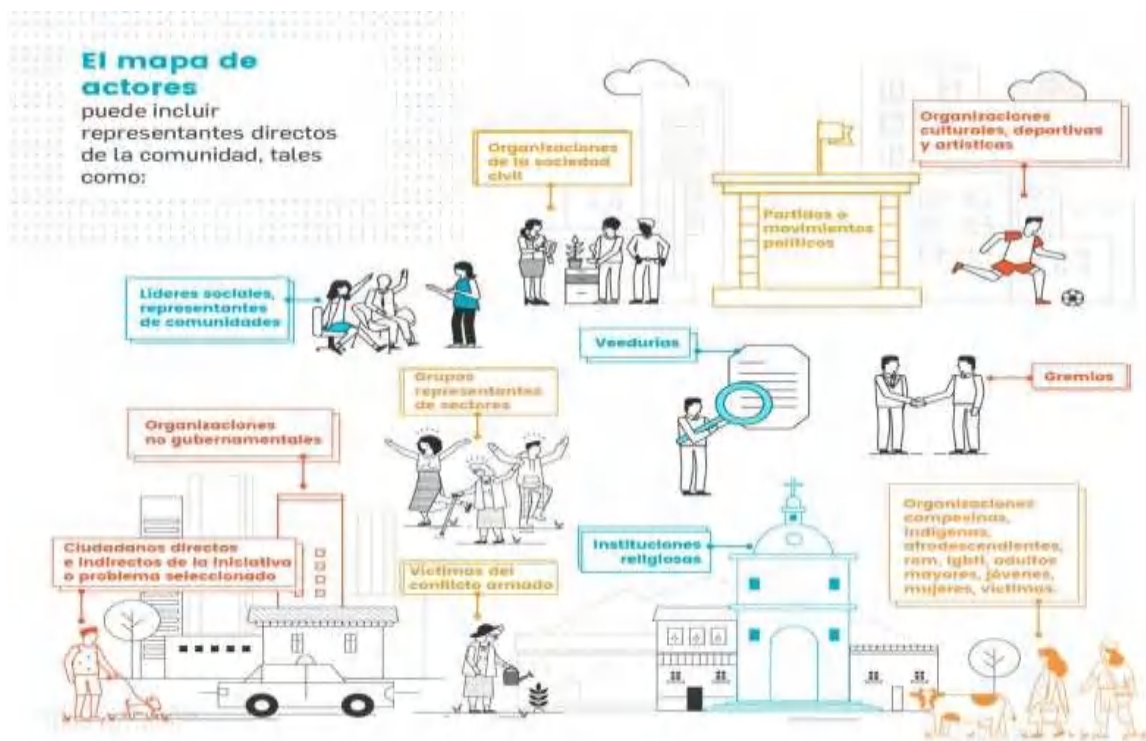 El mapa de
actores
puede incluir
representantes directos
de la comunidad, tales
como:
Organizaciones
de la sociedad
civil
Partidos o
movimientos
políticos
Organizaciones
culturales, deportivas
y artísticas
Líderes sociales,
representantes
de comunidades
Veedurías
Gremios
Grupos
representantes
de sectores
Organizaciones
no gubernamentales
Ciudadanos directos
e indirectos de la iniciativa
o problema seleccionado
Víctimas del
conflicto armado
Instituciones
religiosas
Organizaciones
campesinas,
indígenas,
afrodescendientes,
rom, lgbti, adultos
mayores, jóvenes,
mujeres, víctimas.